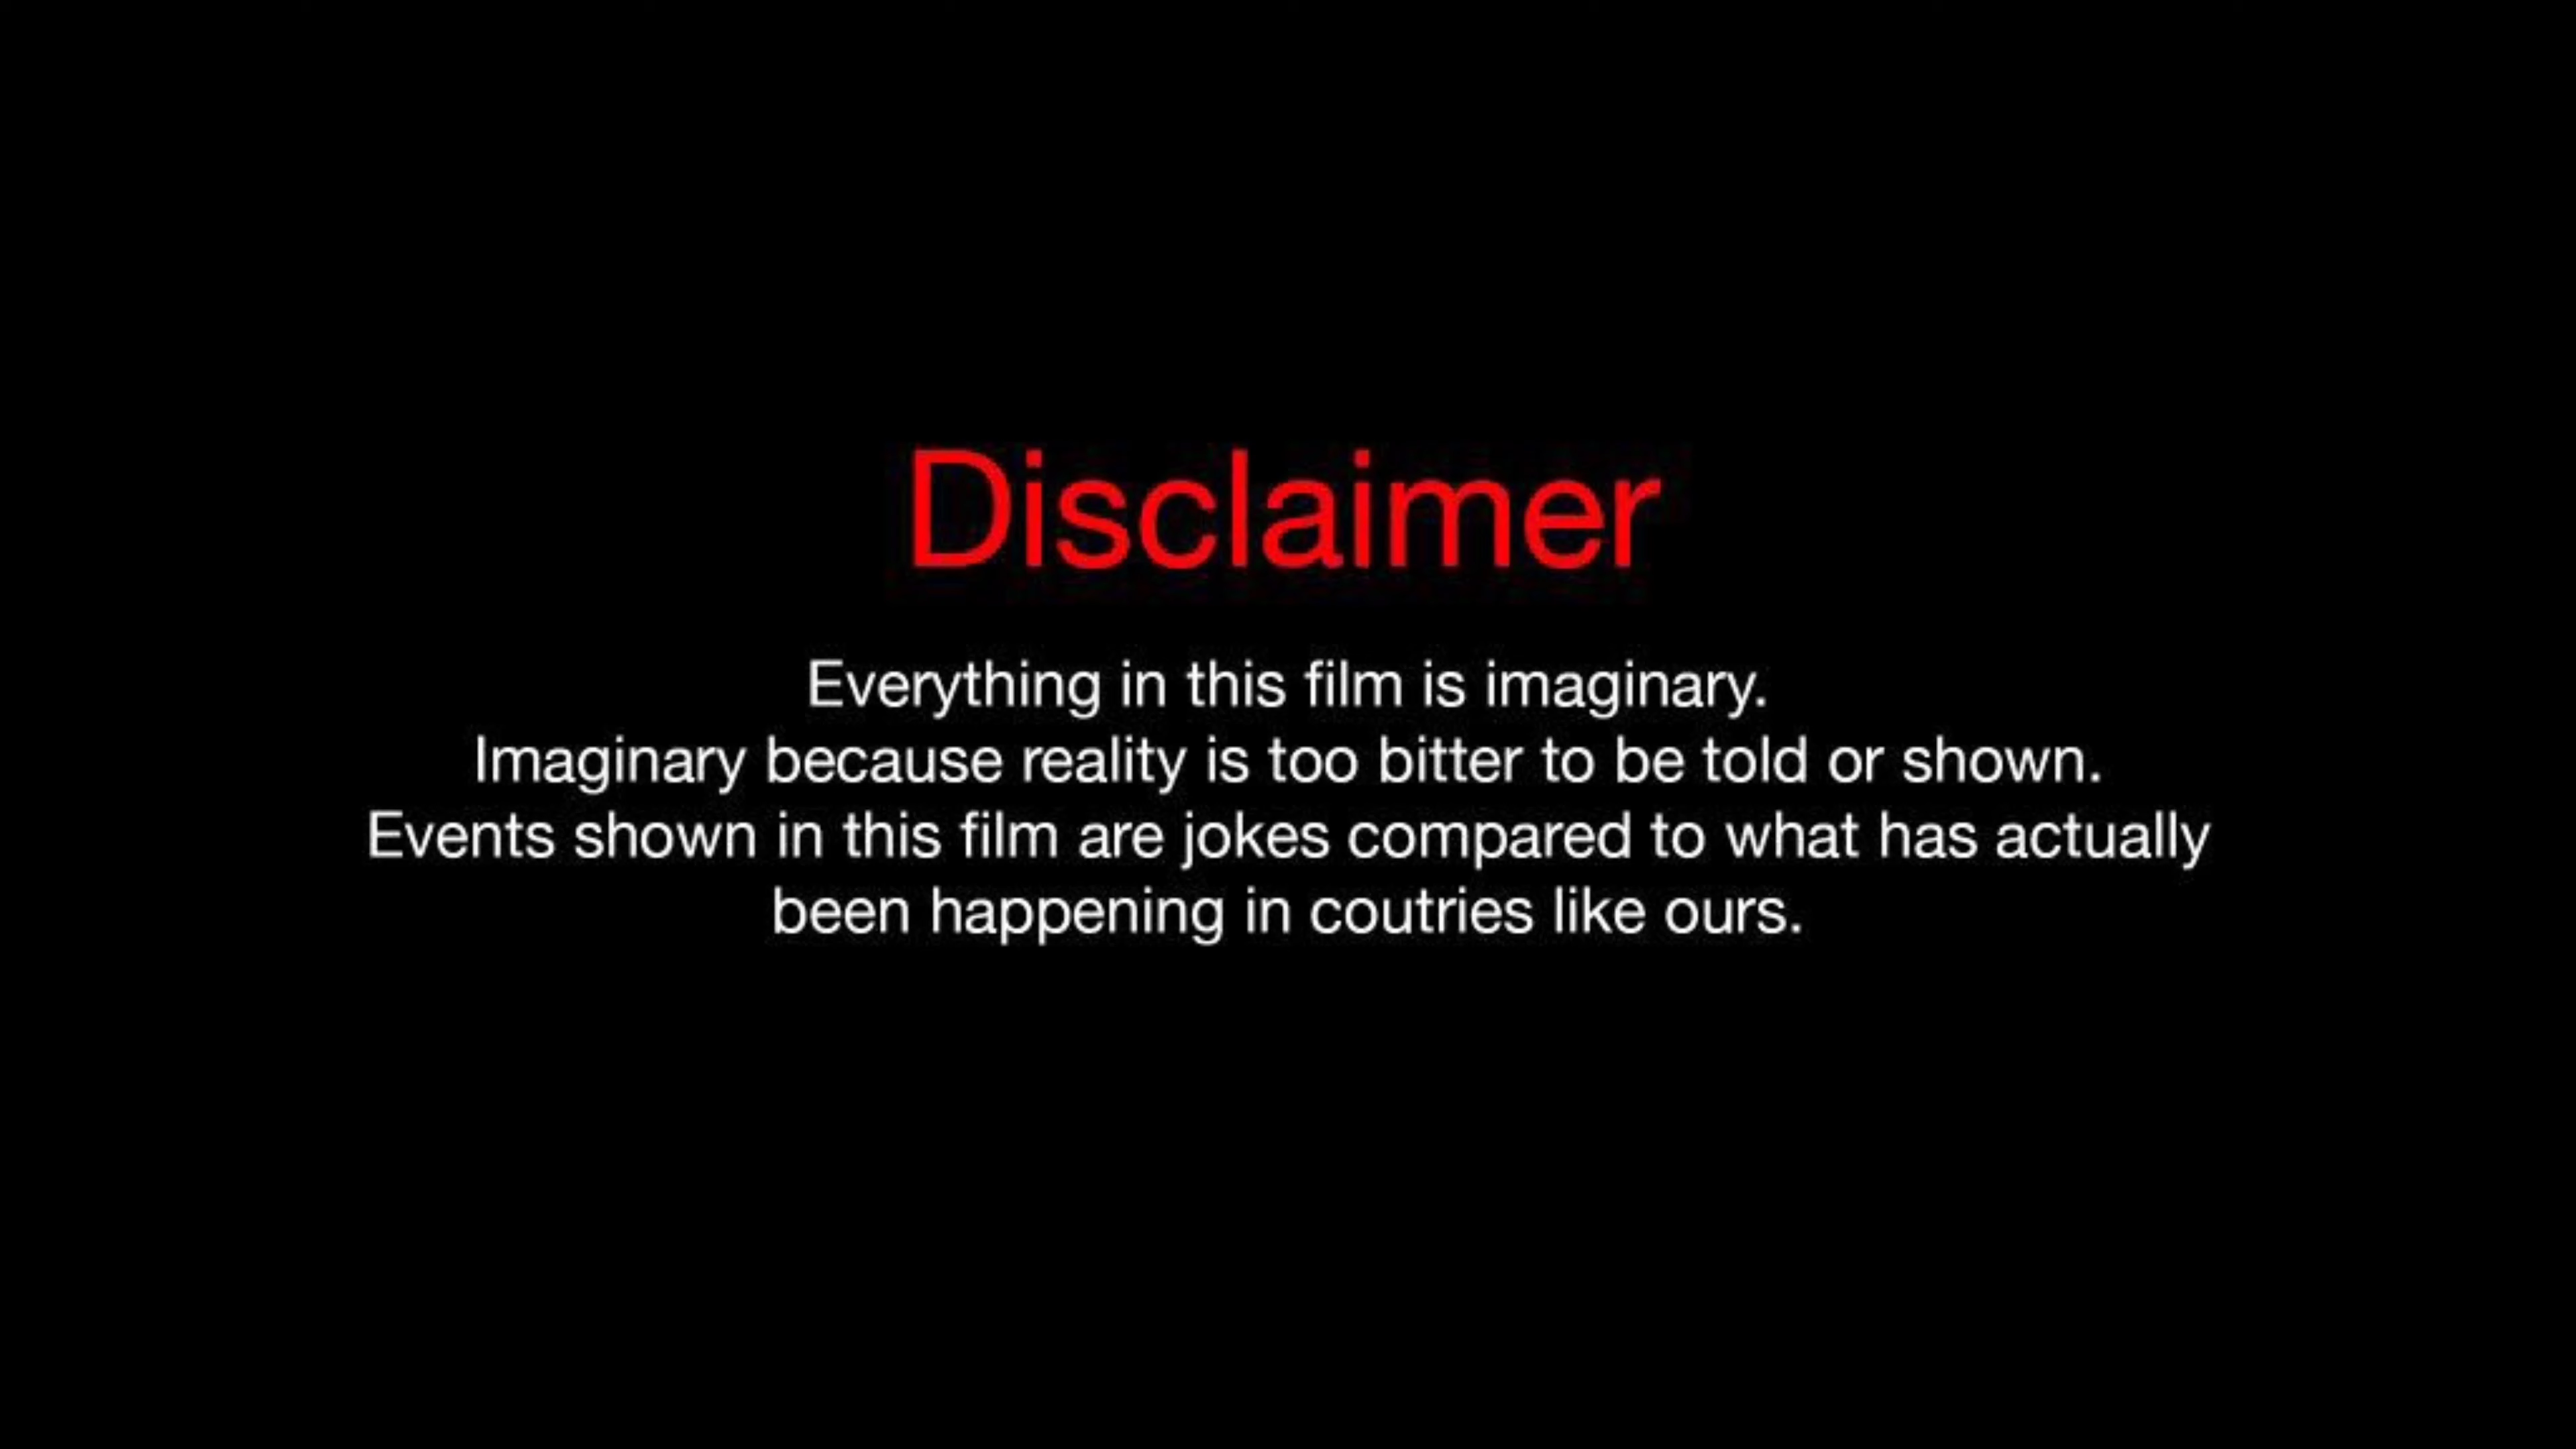 Disclaimer
Everything in this film is imaginary.
Imaginary because reality is too bitter to be told or shown.
Events shown in this film are jokes compared to what has actually
been happening in coutries like ours.